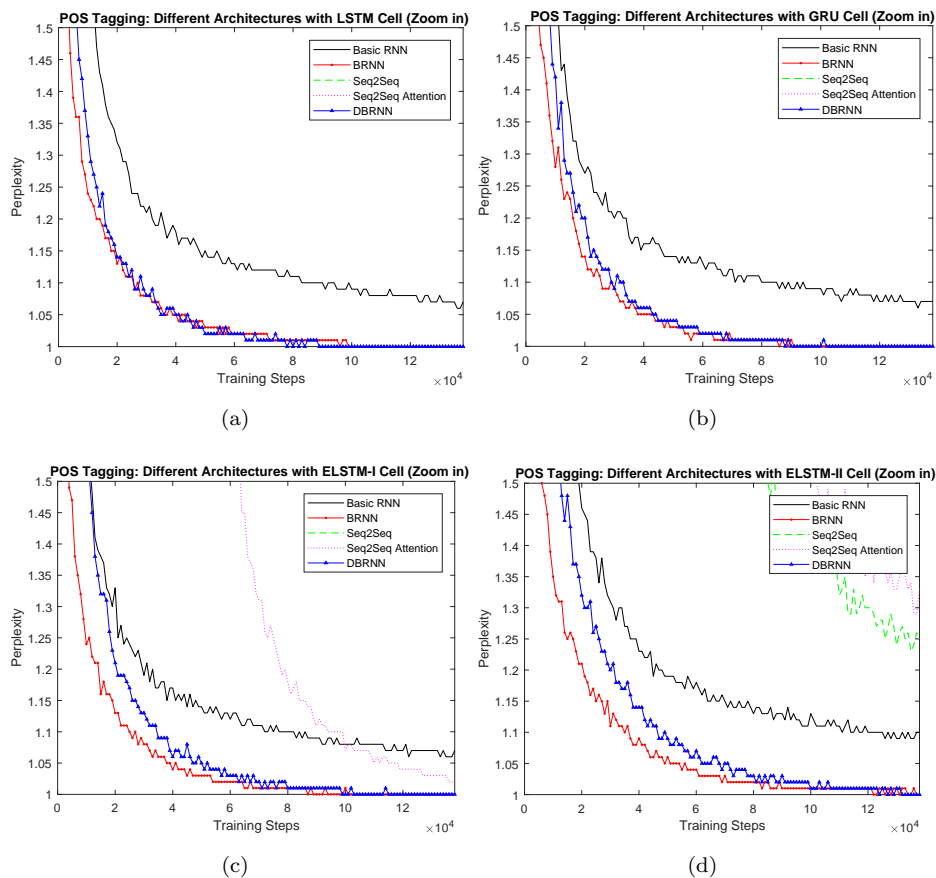 POS Tagging: Different Architectures with LSTM Cell (Zoom in)
1.5
1.45
1.4
1.35
1.3
1.25
1.2
1.15
1.1
1.05
1
Perplexity
Basic RNN
BRNN
Seq2Seq
Seq2Seq Attention
DBRNN
0 2 4 6 8 10 12
Training Steps
×10^4
(a)
POS Tagging: Different Architectures with GRU Cell (Zoom in)
1.5
1.45
1.4
1.35
1.3
1.25
1.2
1.15
1.1
1.05
1
Perplexity
Basic RNN
BRNN
Seq2Seq
Seq2Seq Attention
DBRNN
0 2 4 6 8 10 12
Training Steps
×10^4
(b)
POS Tagging: Different Architectures with ELSTM-I Cell (Zoom in)
1.5
1.45
1.4
1.35
1.3
1.25
1.2
1.15
1.1
1.05
1
Perplexity
Basic RNN
BRNN
Seq2Seq
Seq2Seq Attention
DBRNN
0 2 4 6 8 10 12
Training Steps
×10^4
(c)
POS Tagging: Different Architectures with ELSTM-II Cell (Zoom in)
1.5
1.45
1.4
1.35
1.3
1.25
1.2
1.15
1.1
1.05
1
Perplexity
Basic RNN
BRNN
Seq2Seq
Seq2Seq Attention
DBRNN
0 2 4 6 8 10 12
Training Steps
×10^4
(d)